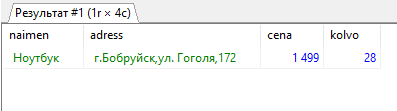 Результат #1 (1r × 4c)
naimen adress cena kolvo
Ноутбук г.Бобруйск,ул. Гоголя,172 1 499 28